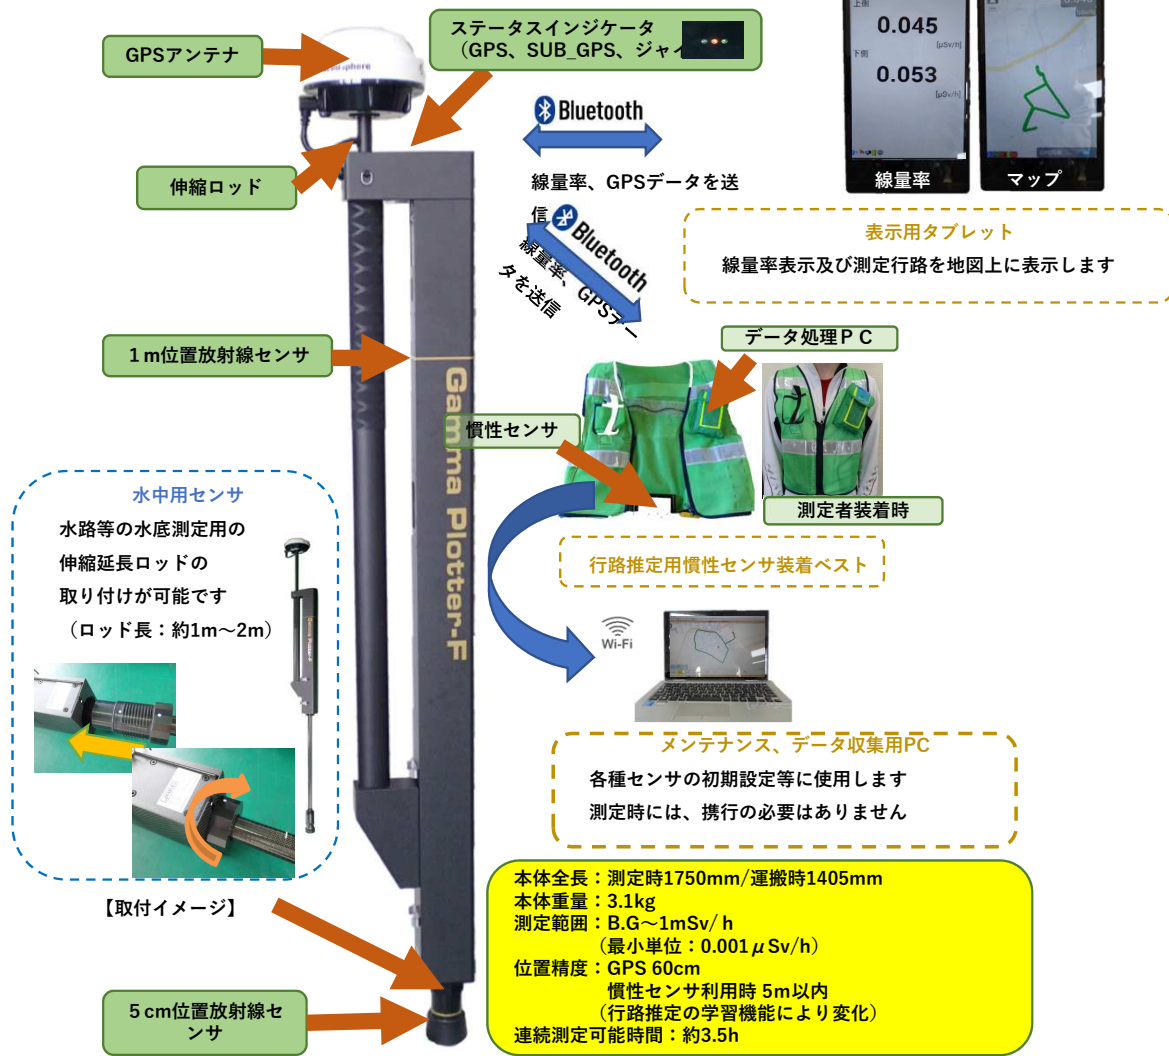 GPSアンテナ
ステータスインジケータ
（GPS、SUB_GPS、ジャイ
上側
0.045
[μSv/h]
下側
0.053
[μSv/h]
線量率
マップ
Bluetooth
線量率、GPSデータを送
信
Bluetooth
線量率、GPSデー
タを送信
伸縮ロッド
表示用タブレット
線量率表示及び測定行路を地図上に表示します
1m位置放射線センサ
Gamma Plotter-F
データ処理ＰＣ
慣性センサ
測定者装着時
行路推定用慣性センサ装着ベスト
水中用センサ
水路等の水底測定用の
伸縮延長ロッドの
取り付けが可能です
（ロッド長：約1m～2m）
Gamma Plotter-F
Wi-Fi
メンテナンス、データ収集用PC
各種センサの初期設定等に使用します
測定時には、携行の必要はありません
【取付イメージ】
5cm位置放射線セ
ンサ
本体全長：測定時1750mm/運搬時1405mm
本体重量：3.1kg
測定範囲：B.G～1mSv/ｈ
（最小単位：0.001μSv/h）
位置精度：GPS 60cm
慣性センサ利用時 5m以内
（行路推定の学習機能により変化）
連続測定可能時間：約3.5h